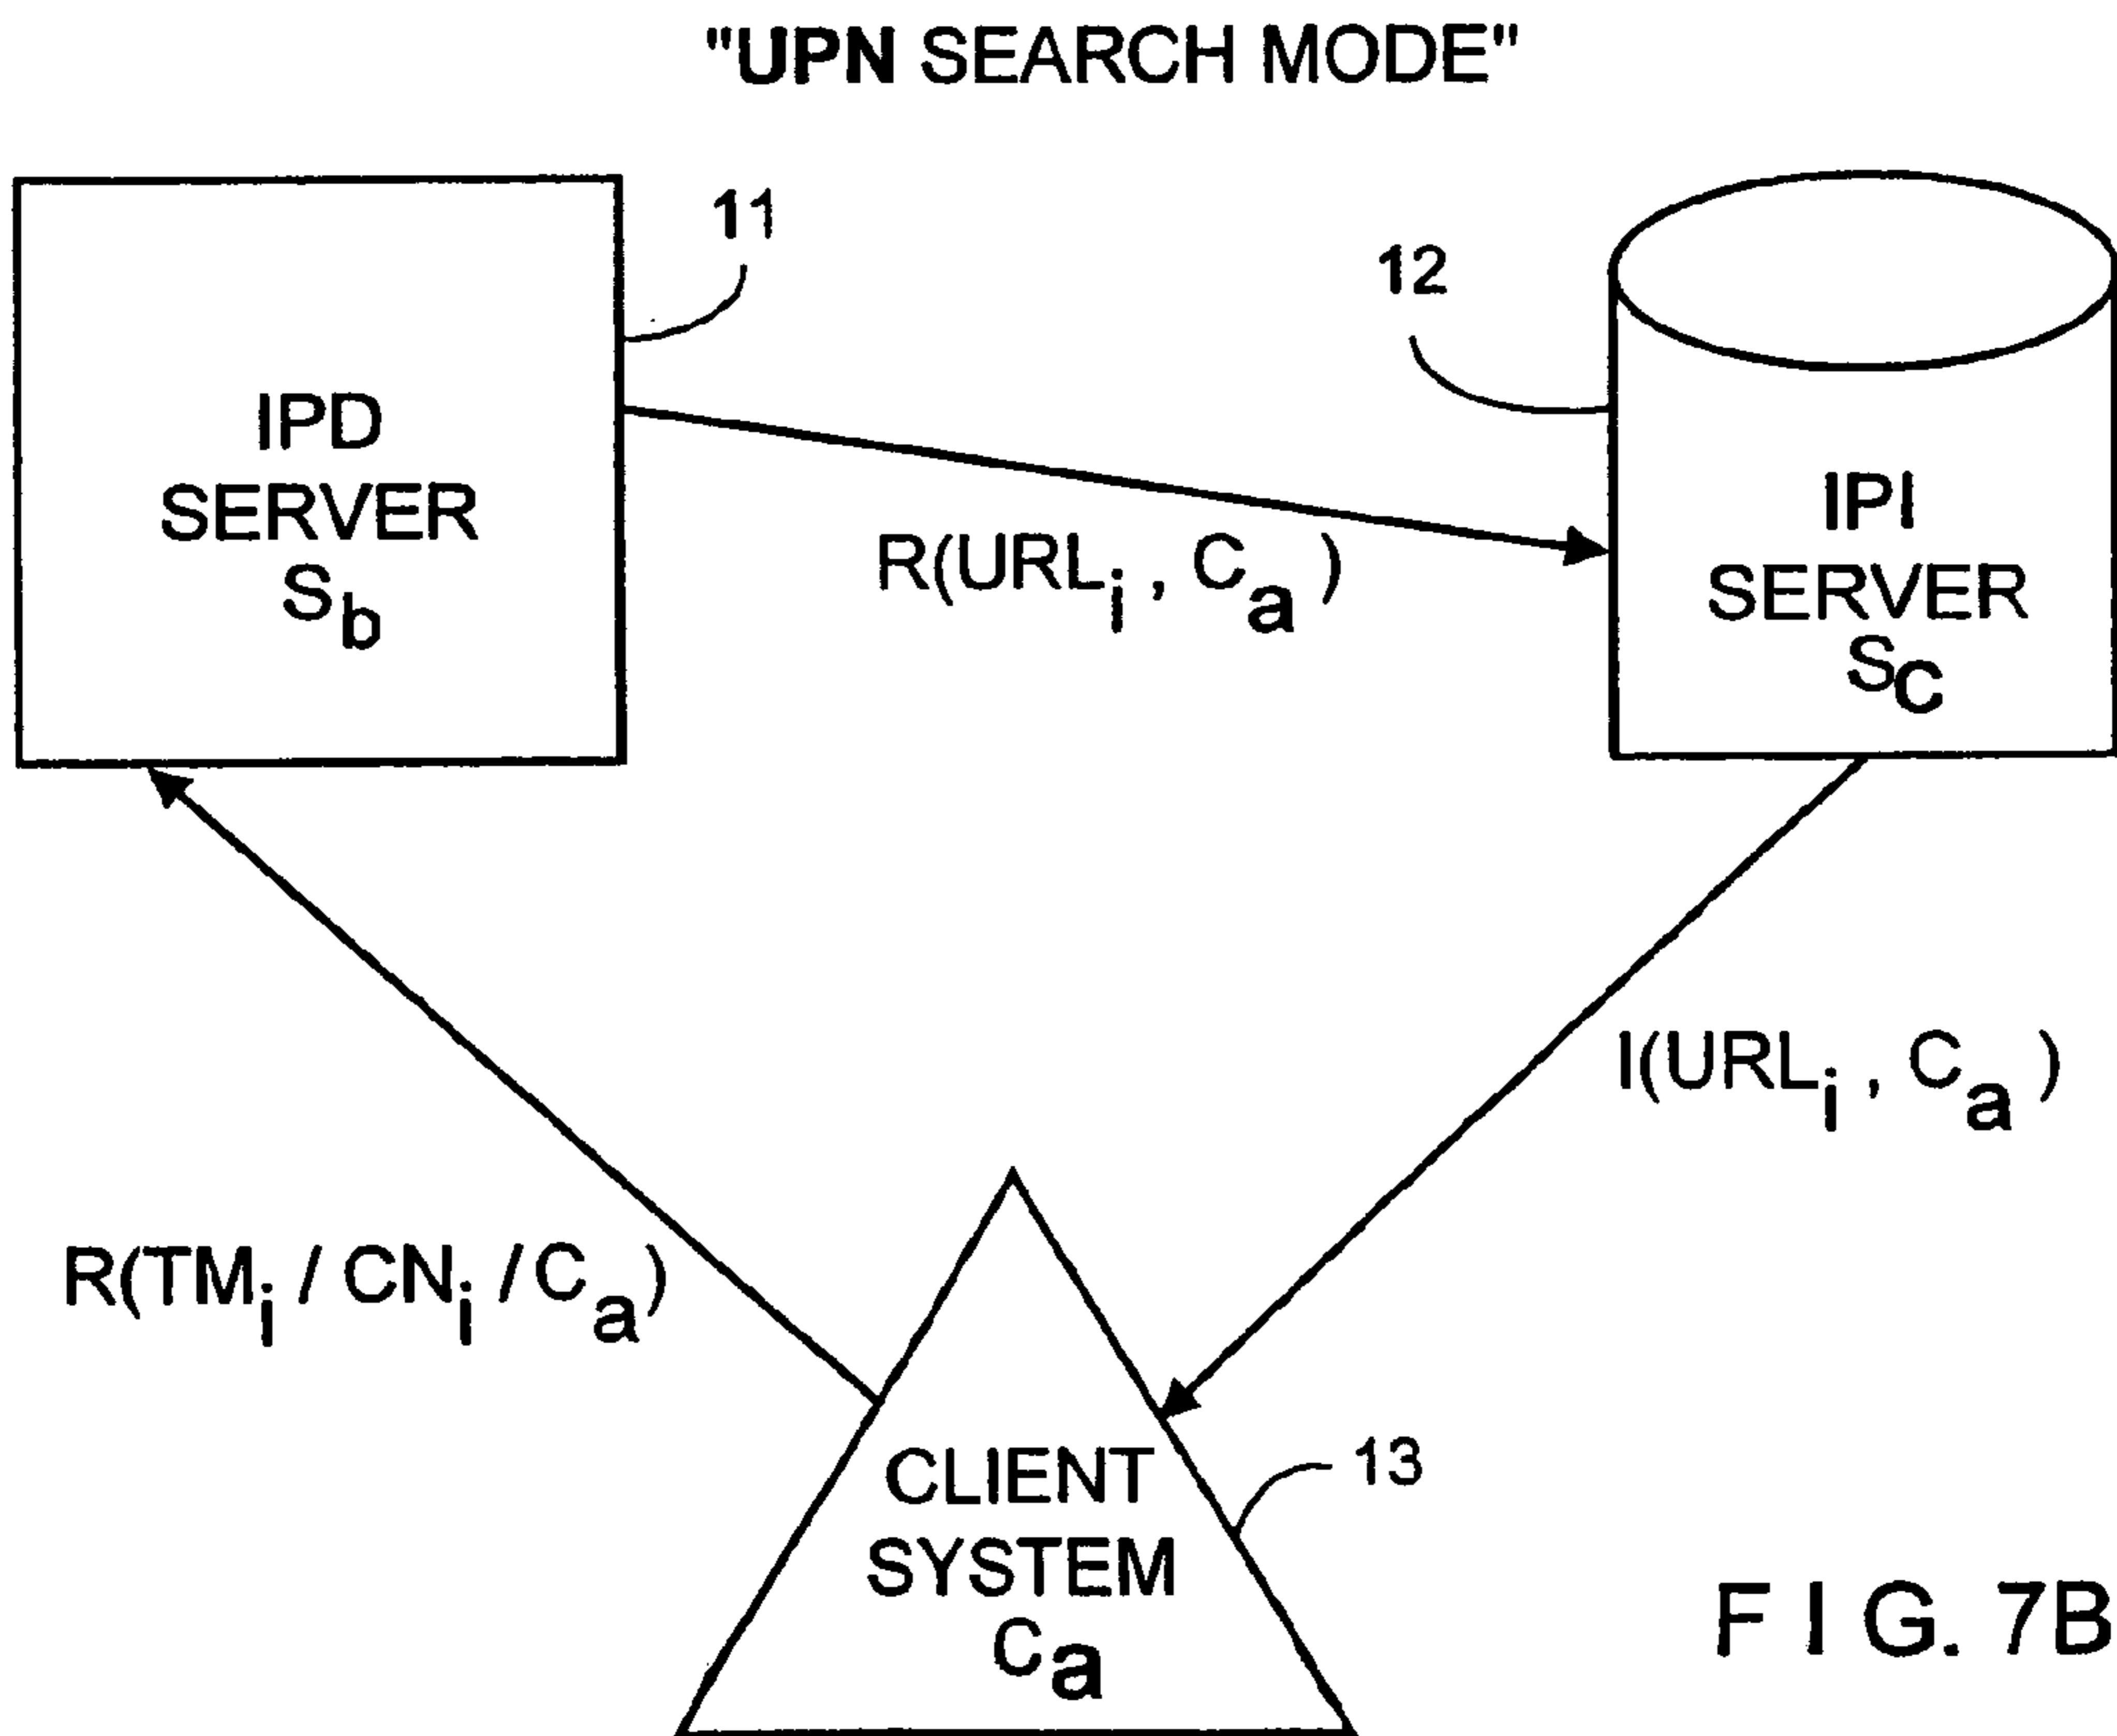 "UPN SEARCH MODE"
11
12
IPD
SERVER
Sb
R(URLi , Ca )
IPI
SERVER
SC
I(URLi , Ca )
R(TMi / CNi / Ca)
CLIENT
SYSTEM
Ca
13
F I G. 7B